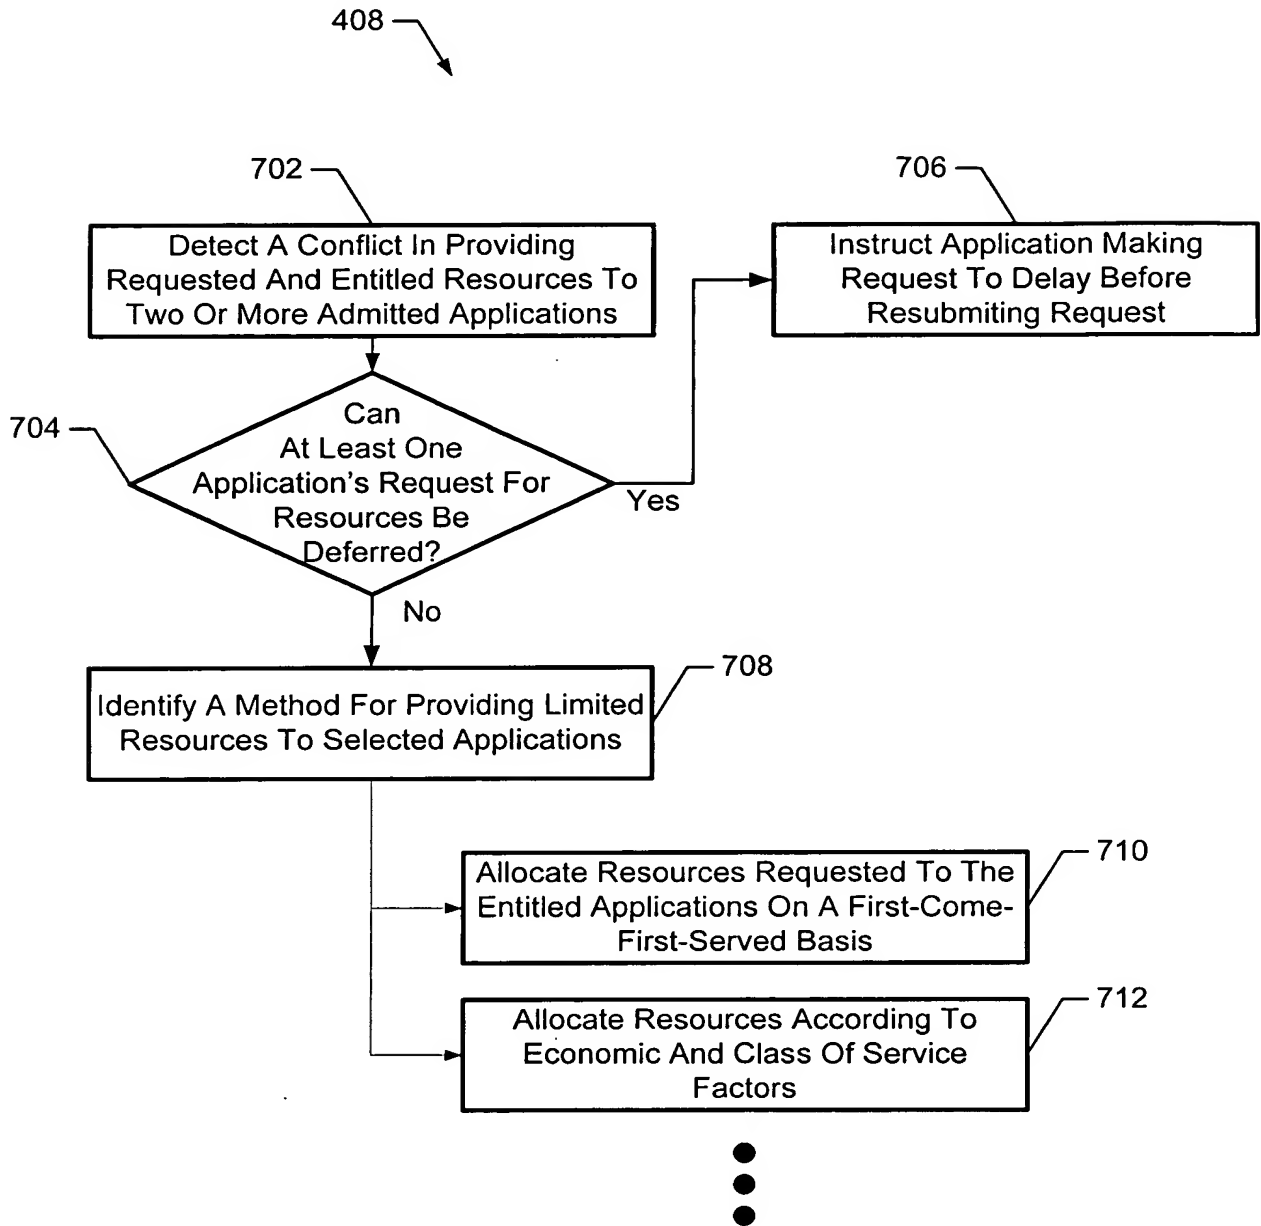 408
702
Detect A Conflict In Providing
Requested And Entitled Resources To
Two Or More Admitted Applications
706
Instruct Application Making
Request To Delay Before
Resubmiting Request
704
Can
At Least One
Application's Request For
Resources Be
Deferred?
Yes
No
708
Identify A Method For Providing Limited
Resources To Selected Applications
710
Allocate Resources Requested To The
Entitled Applications On A First-Come-
First-Served Basis
712
Allocate Resources According To
Economic And Class Of Service
Factors